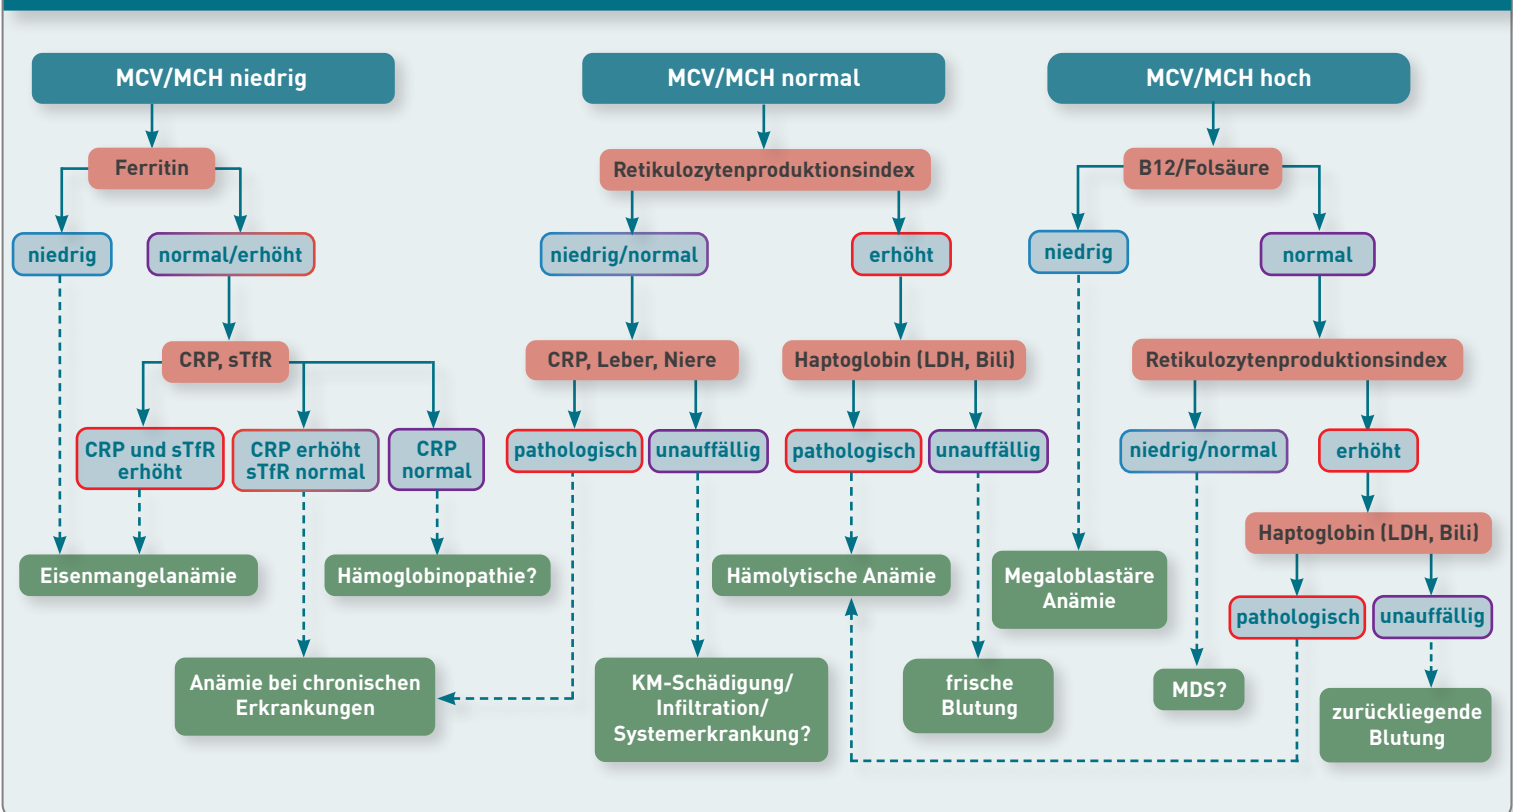 MCV/MCH niedrig
MCV/MCH normal
MCV/MCH hoch
Ferritin
Retikulozytenproduktionsindex
B12/Folsäure
niedrig
normal/erhöht
niedrig/normal
erhöht
niedrig
normal
CRP, sTfR
CRP, Leber, Niere
Haptoglobin (LDH, Bili)
Retikulozytenproduktionsindex
CRP und sTfR
erhöht
CRP erhöht
sTfR normal
CRP
normal
pathologisch
unauffällig
pathologisch
unauffällig
niedrig/normal
erhöht
Haptoglobin (LDH, Bili)
Eisenmangelanämie
Hämoglobinopathie?
Hämolytische Anämie
Megaloblastäre
Anämie
pathologisch
unauffällig
Anämie bei chronischen
Erkrankungen
KM-Schädigung/
Infiltration/
Systemerkrankung?
frische
Blutung
MDS?
zurückliegende
Blutung